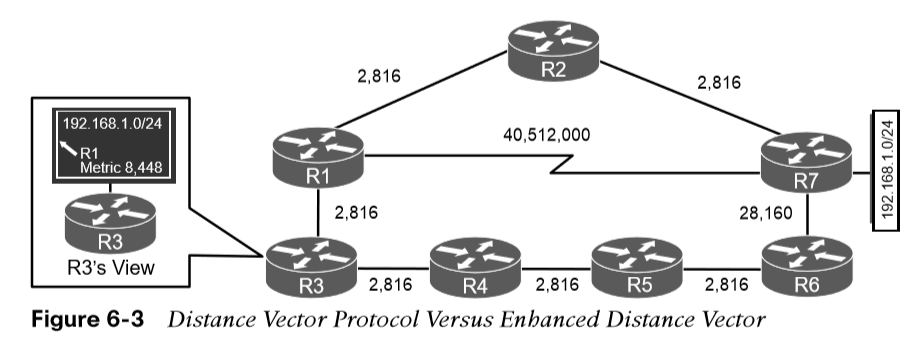 R2
2,816
2,816
192.168.1.0/24
R1
Metric 8,448
R3
R3's View
40,512,000
R1
R7
192.168.1.0/24
2,816
28,160
R3
2,816
R4
2,816
R5
2,816
R6
Figure 6-3 Distance Vector Protocol Versus Enhanced Distance Vector